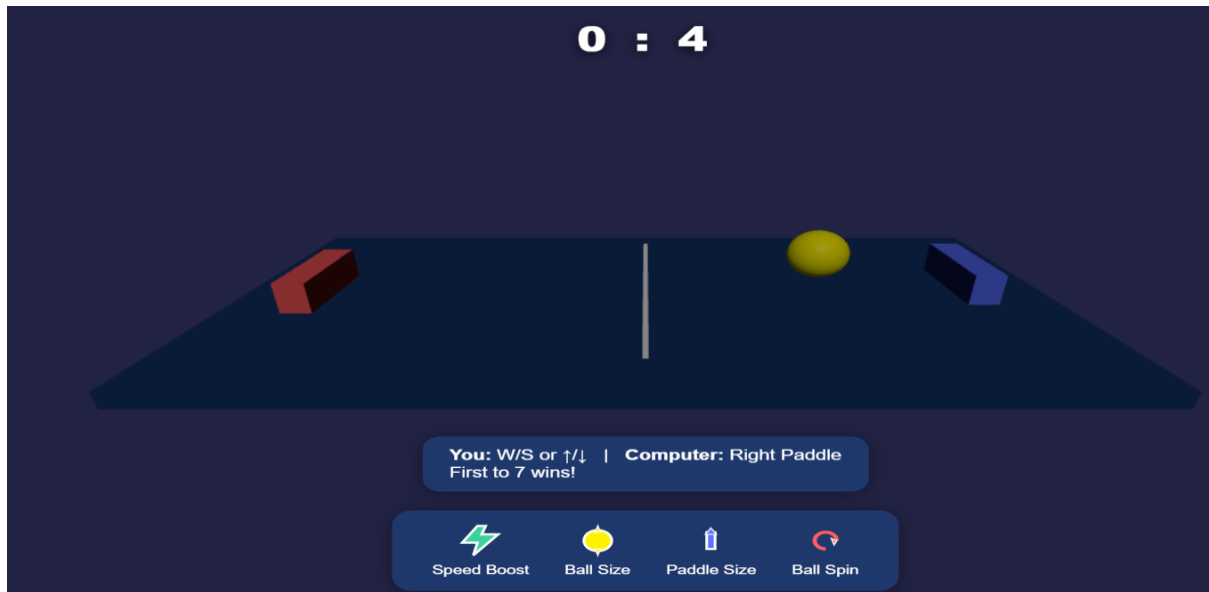 0 : 4
You: W/S or ↑/↓ | Computer: Right Paddle
First to 7 wins!
Speed Boost Ball Size Paddle Size Ball Spin